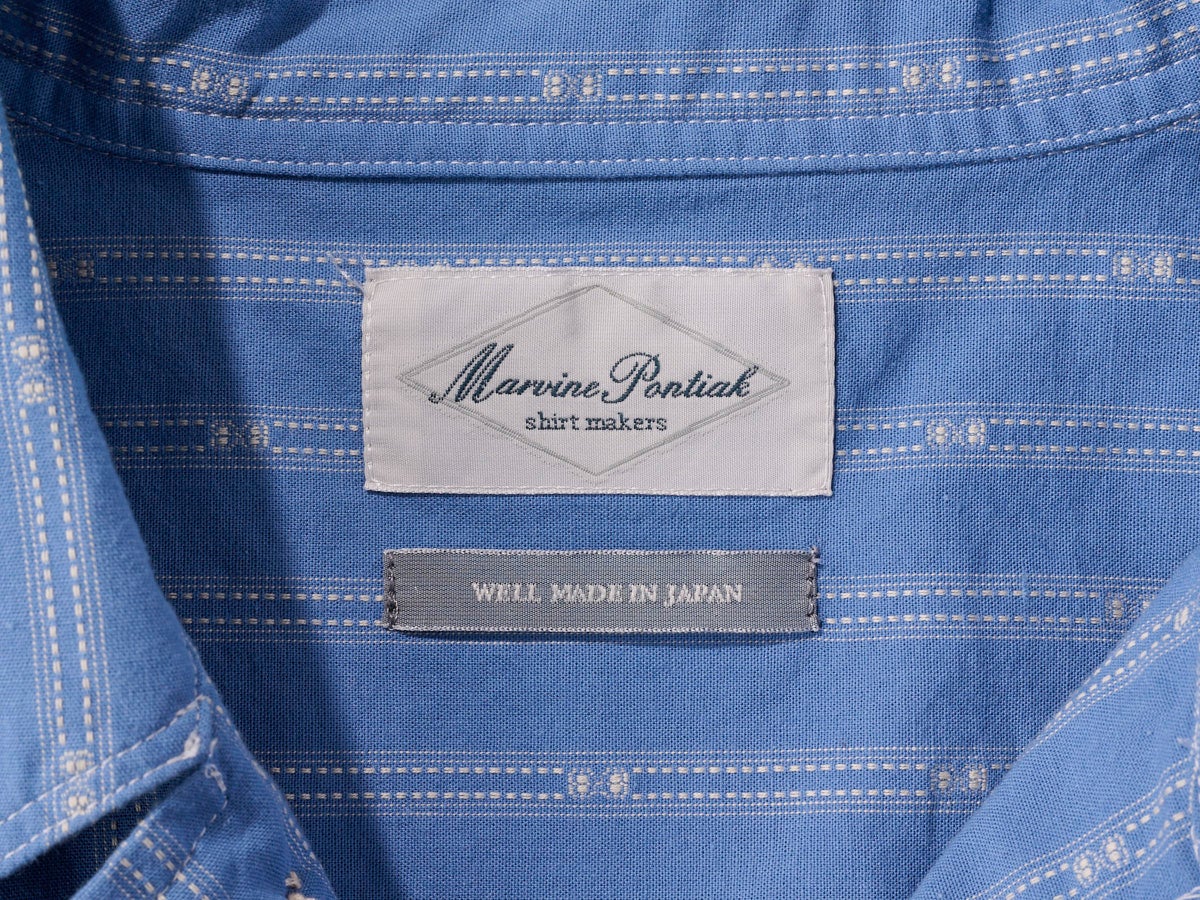 Marvine Pontiak
shirt makers
WELL MADE IN JAPAN